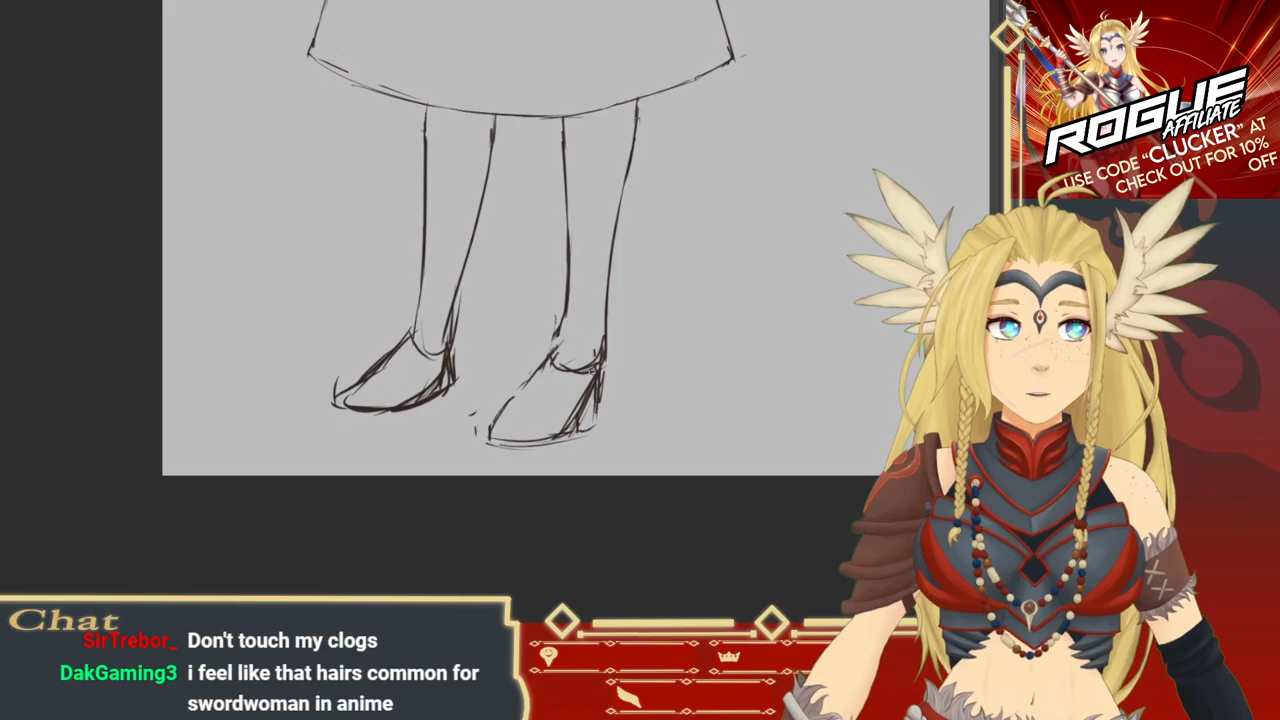 ROGUE
AFFILIATE
USE CODE "CLUCKER" AT
CHECK OUT FOR 10%
OFF
Chat
SirTrebor_ Don't touch my clogs
DakGaming3 i feel like that hairs common for
swordwoman in anime